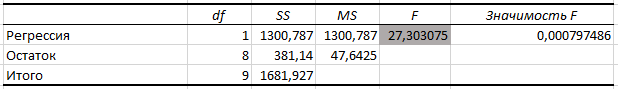 df SS MS F Значимость F
Регрессия 1 1300,787 1300,787 27,303075 0,000797486
Остаток 8 381,14 47,6425
Итого 9 1681,927